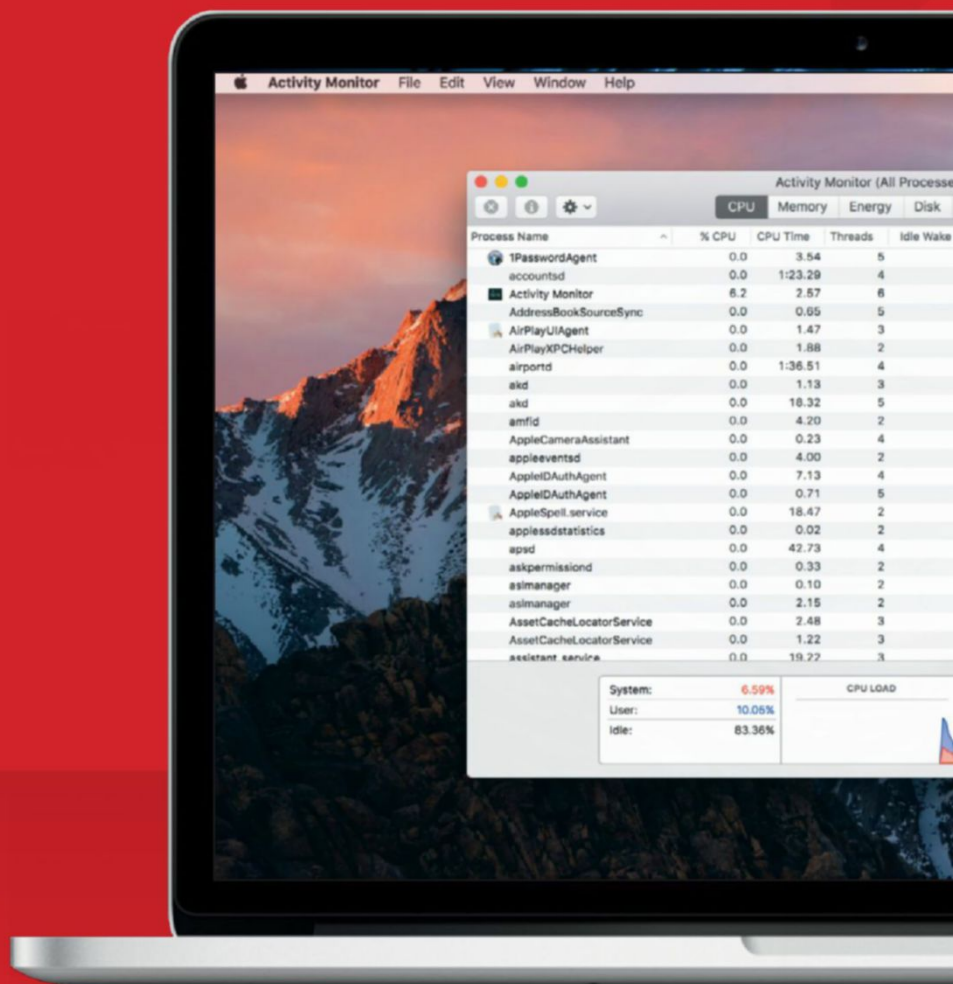 Activity Monitor File Edit View Window Help
Activity Monitor (All Processe
CPU Memory Energy Disk
Process Name % CPU CPU Time Threads Idle Wake
1PasswordAgent 0.0 3.54 5
accountsd 0.0 1:23.29 4
Activity Monitor 6.2 2.57 6
AddressBookSourceSync 0.0 0.65 5
AirPlayUIAgent 0.0 1.47 3
AirPlayXPCHelper 0.0 1.88 2
airportd 0.0 1:36.51 4
akd 0.0 1.13 3
akd 0.0 18.32 5
amfid 0.0 4.20 2
AppleCameraAssistant 0.0 0.23 4
appleeventsd 0.0 4.00 2
AppleIDAuthAgent 0.0 7.13 4
AppleIDAuthAgent 0.0 0.71 5
AppleSpell.service 0.0 18.47 2
applessdstatistics 0.0 0.02 2
apsd 0.0 42.73 4
askpermissiond 0.0 0.33 2
aslmanager 0.0 0.10 2
aslmanager 0.0 2.15 2
AssetCacheLocatorService 0.0 2.48 3
AssetCacheLocatorService 0.0 1.22 3
assistant_service 0.0 19.22 3
System: 6.59% CPU LOAD
User: 10.05%
Idle: 83.36%